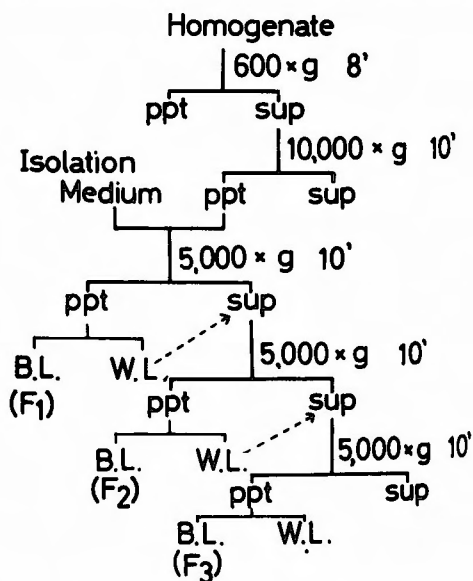 Homogenate
600 × g 8'
ppt sup
10,000 × g 10'
Isolation
Medium ppt sup
5,000 × g 10'
ppt sup
B.L. W.L.
(F₁)
5,000 × g 10'
ppt sup
B.L. W.L.
(F₂)
5,000 × g 10'
ppt sup
B.L. W.L.
(F₃)